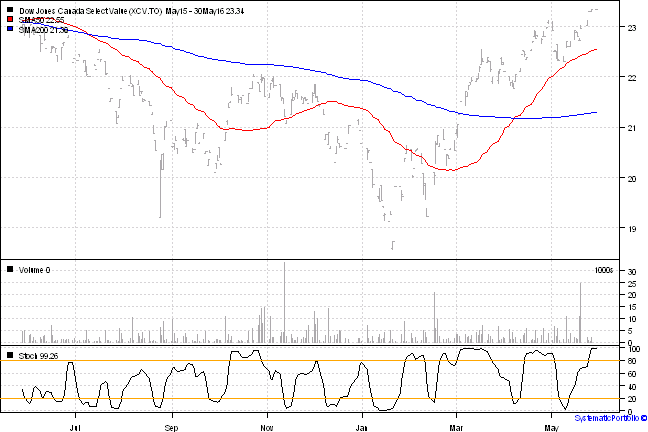 Dow Jones Canada Select Value (XCV.TO) May15 - 30May16 23.34
SMA50 22.55
SMA200 21.30
23
22
21
20
19
Volume 0
1000s
30
25
20
15
10
5
0
Stoch 99.26
100
80
60
40
20
0
Jul
Sep
Nov
Jan
Mar
May
SystematicPortfolio ©